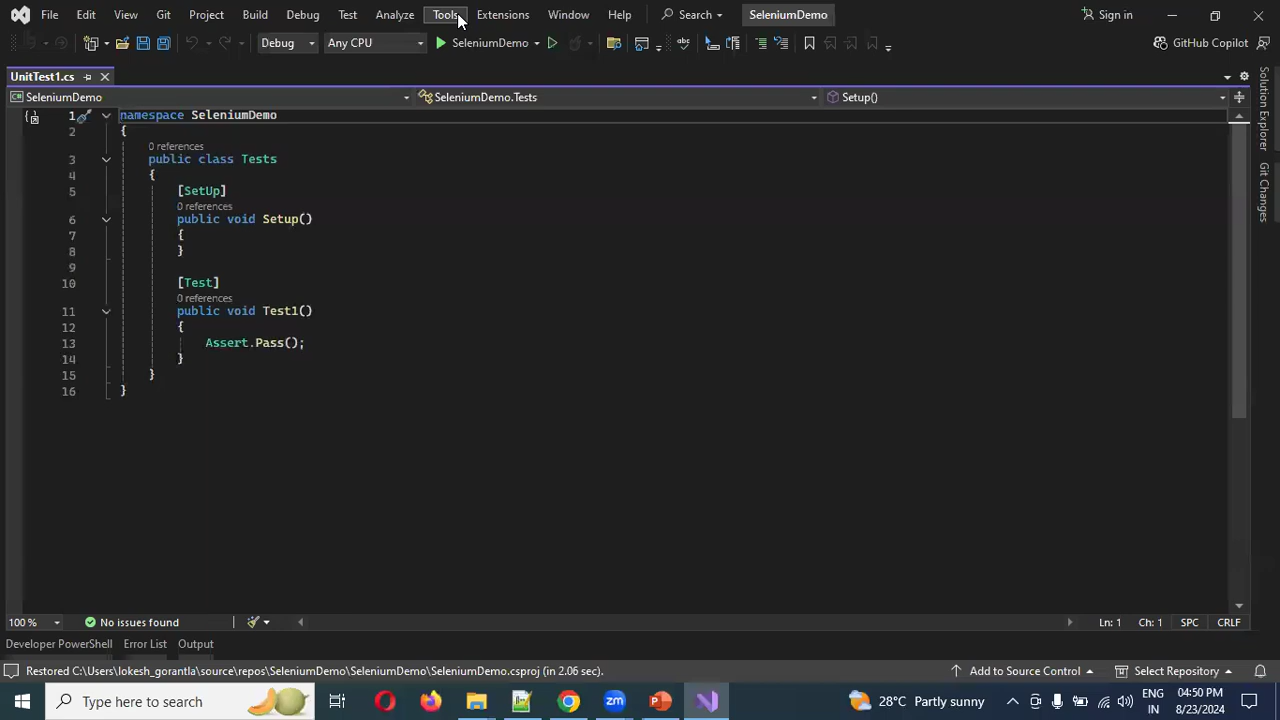 File Edit View Git Project Build Debug Test Analyze Tools Extensions Window Help Search SeleniumDemo Sign in
Debug Any CPU SeleniumDemo GitHub Copilot
UnitTest1.cs
SeleniumDemo SeleniumDemo.Tests Setup()
1 namespace SeleniumDemo
2 {
0 references
3 public class Tests
4 {
5 [SetUp]
0 references
6 public void Setup()
7 {
8 }
9
10 [Test]
0 references
11 public void Test1()
12 {
13 Assert.Pass();
14 }
15 }
16 }
Solution Explorer
Git Changes
100 % No issues found Ln: 1 Ch: 1 SPC CRLF
Developer PowerShell Error List Output
Restored C:\Users\lokesh_gorantla\source\repos\SeleniumDemo\SeleniumDemo\SeleniumDemo.csproj (in 2.06 sec). Add to Source Control Select Repository
Type here to search 28°C Partly sunny ENG 04:50 PM
IN 8/23/2024